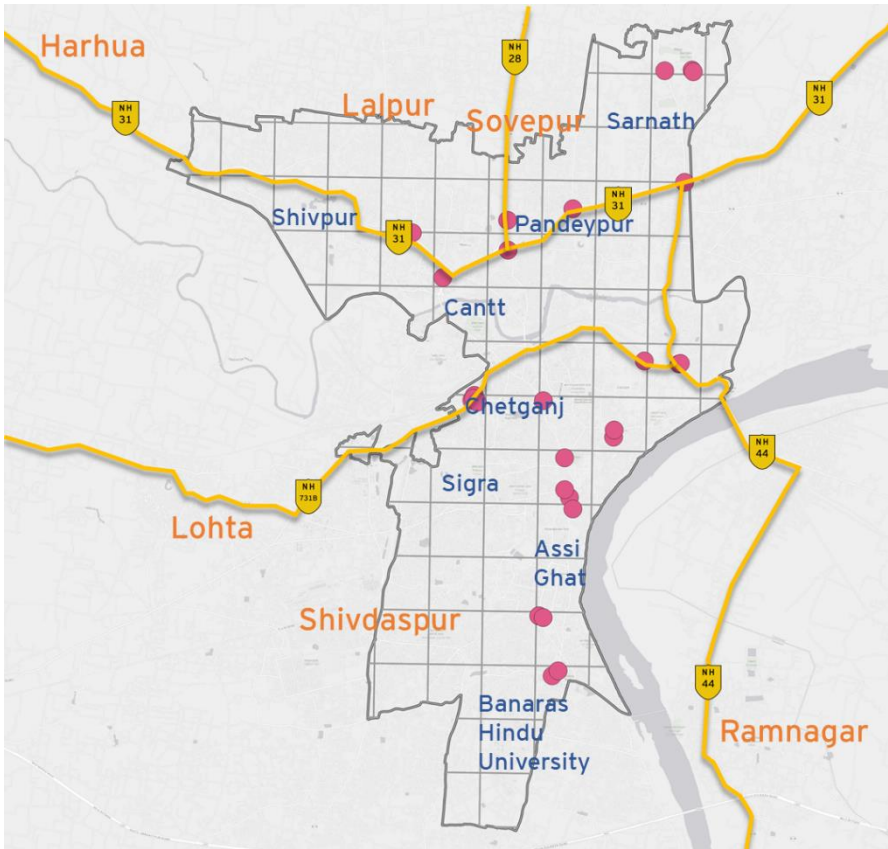 Harhua
NH
28
NH
31
NH
31
Lalpur
Sovepur
Sarnath
NH
31
Shivpur
NH
31
Pandeypur
Cantt
Chetganj
NH
44
Sigra
NH
731B
Lohta
Assi
Ghat
Shivdaspur
NH
44
Banaras
Hindu
University
Ramnagar